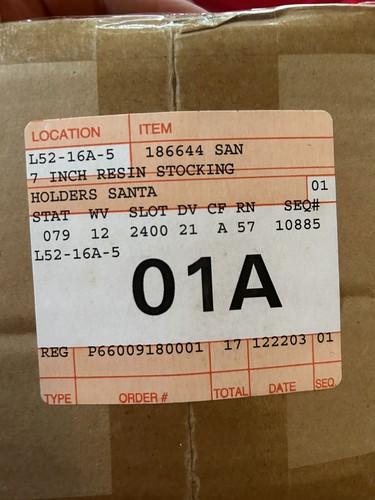 LOCATION ITEM
L52-16A-5 186644 SAN
7 INCH RESIN STOCKING
HOLDERS SANTA 01
STAT WV SLOT DV CF RN SEQ#
079 12 2400 21 A 57 10885
L52-16A-5
01A
REG P66009180001 17 122203 01
TYPE ORDER # TOTAL DATE SEQ.